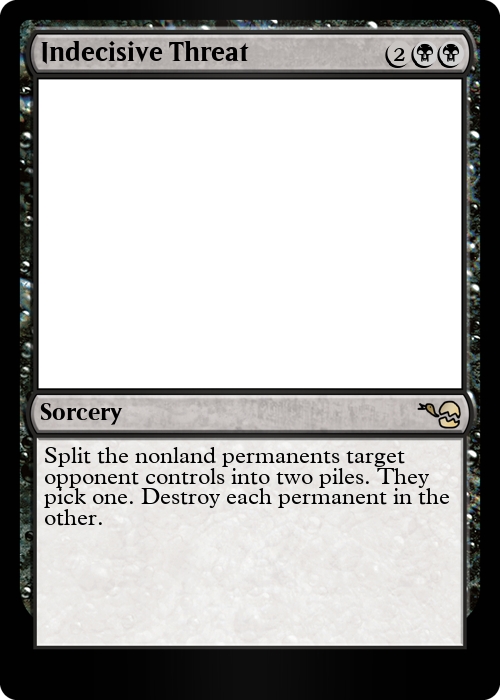 Indecisive Threat 2
Sorcery
Split the nonland permanents target
opponent controls into two piles. They
pick one. Destroy each permanent in the
other.